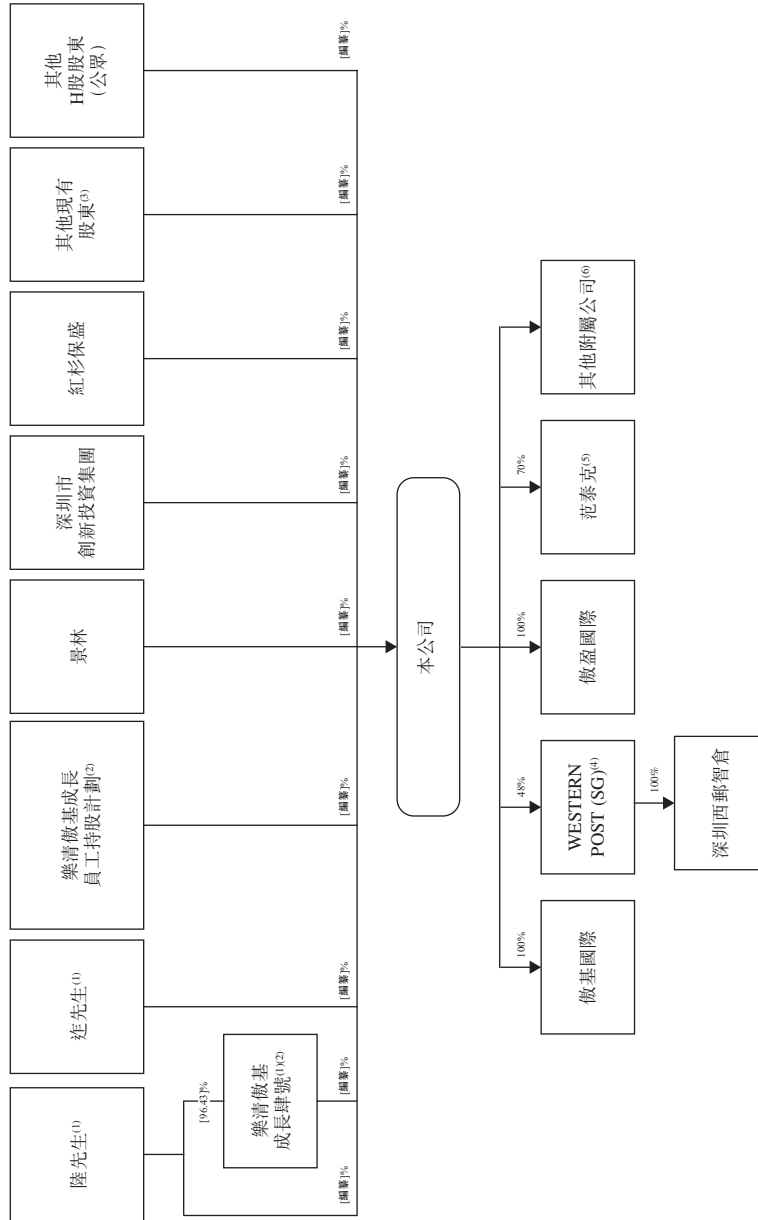 陸先生(1)
迮先生(1)
樂清傲基成長
員工持股計劃(2)
景林
深圳市
創新投資集團
紅杉保盛
其他現有
股東(3)
其他
H股股東
(公眾)
[96.43]%
樂清傲基
成長肆號(1)(2)
[編纂]%
[編纂]%
[編纂]%
[編纂]%
[編纂]%
[編纂]%
[編纂]%
[編纂]%
[編纂]%
本公司
100%
48%
100%
70%
傲基國際
WESTERN
POST (SG)(4)
傲盈國際
范泰克(5)
其他附屬公司(6)
100%
深圳西郵智倉